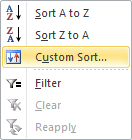 Sort A to Z
Sort Z to A
Custom Sort...
Filter
Clear
Reapply